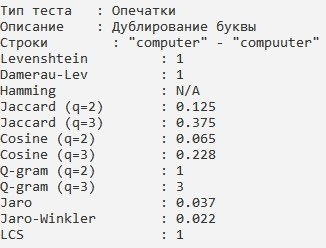 Тип теста : Опечатки
Описание : Дублирование буквы
Строки : "computer" - "compuuter"
Levenshtein : 1
Damerau-Lev : 1
Hamming : N/A
Jaccard (q=2) : 0.125
Jaccard (q=3) : 0.375
Cosine (q=2) : 0.065
Cosine (q=3) : 0.228
Q-gram (q=2) : 1
Q-gram (q=3) : 3
Jaro : 0.037
Jaro-Winkler : 0.022
LCS : 1